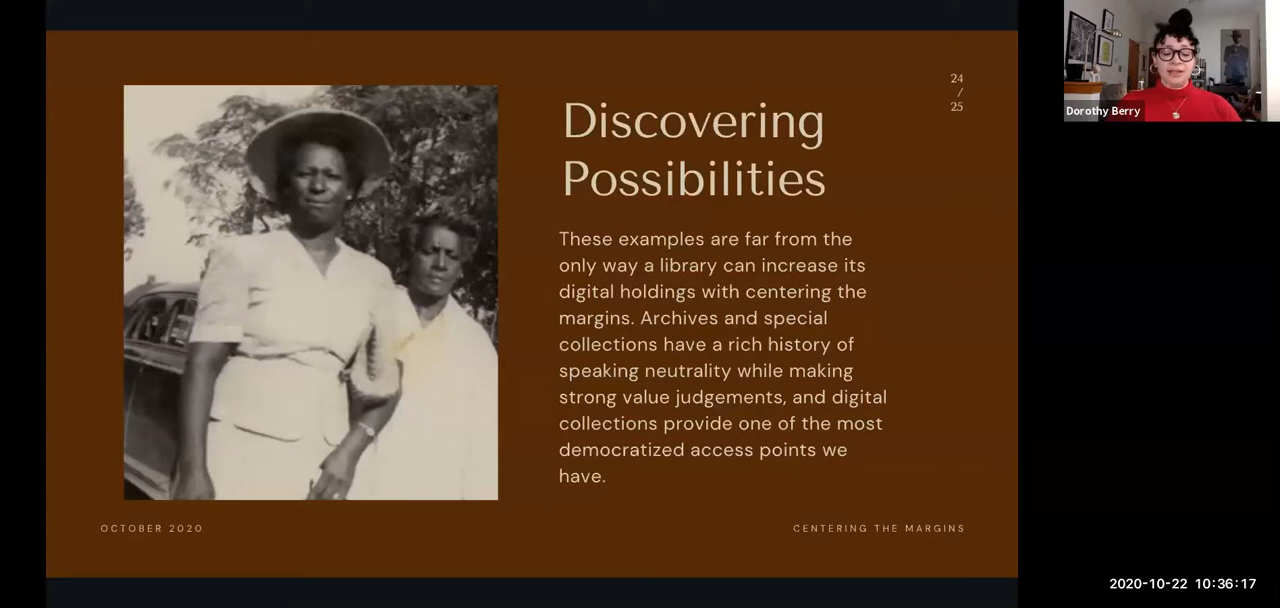 24
/
25
Dorothy Berry
Discovering
Possibilities
These examples are far from the
only way a library can increase its
digital holdings with centering the
margins. Archives and special
collections have a rich history of
speaking neutrality while making
strong value judgements, and digital
collections provide one of the most
democratized access points we
have.
OCTOBER 2020
CENTERING THE MARGINS
2020-10-22 10:36:17